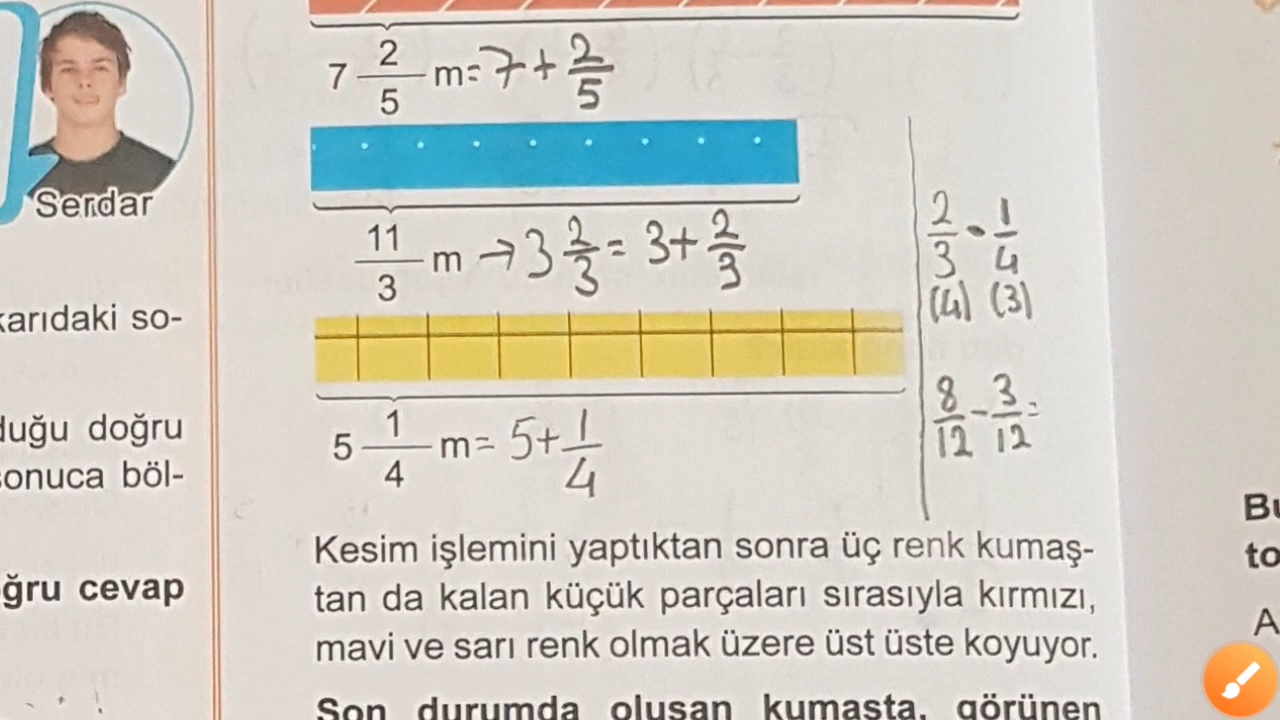 7 2/5 m = 7 + 2/5
Serdar
11/3 m → 3 2/3 = 3 + 2/3
2/3 - 1/4
(4) (3)
karıdaki so-
8/12 - 3/12 =
5 1/4 m = 5 + 1/4
duğu doğru
sonuca böl-
ğru cevap
Kesim işlemini yaptıktan sonra üç renk kumaş-
tan da kalan küçük parçaları sırasıyla kırmızı,
mavi ve sarı renk olmak üzere üst üste koyuyor.
Son durumda oluşan kumaşta, görünen
Bu
to
A